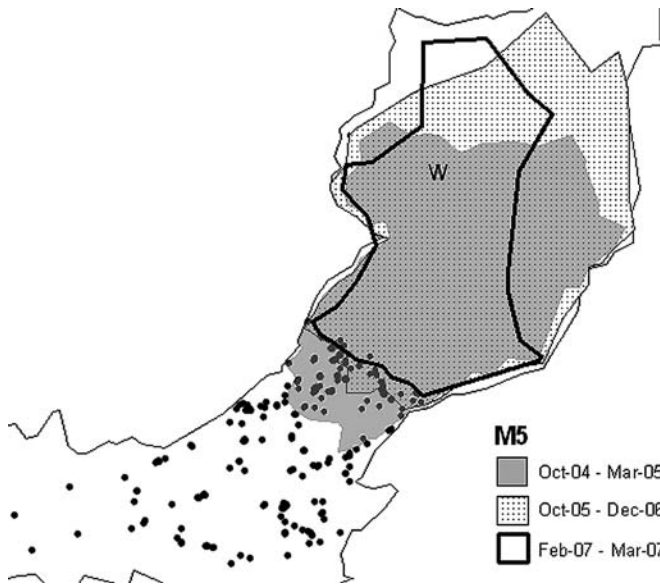 W
M5
Oct-04 - Mar-05
Oct-05 - Dec-06
Feb-07 - Mar-07